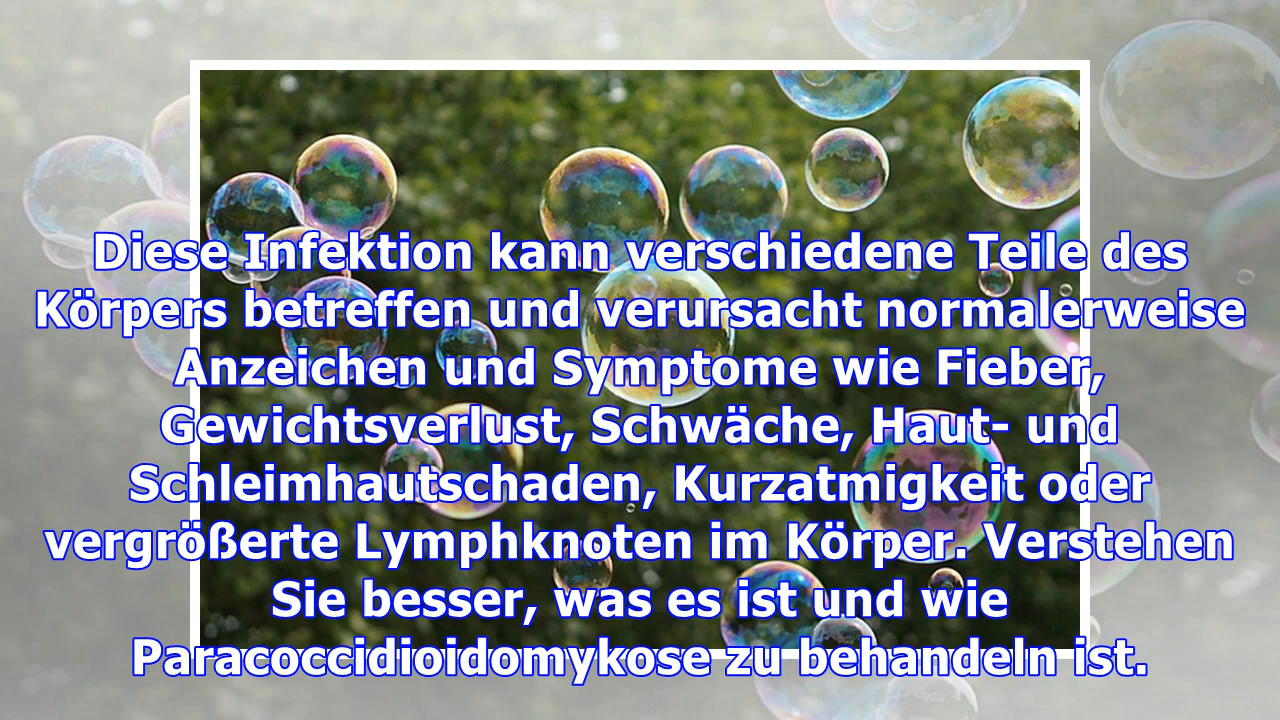 Diese Infektion kann verschiedene Teile des
Körpers betreffen und verursacht normalerweise
Anzeichen und Symptome wie Fieber,
Gewichtsverlust, Schwäche, Haut- und
Schleimhautschaden, Kurzatmigkeit oder
vergrößerte Lymphknoten im Körper. Verstehen
Sie besser, was es ist und wie
Paracoccidioidomykose zu behandeln ist.